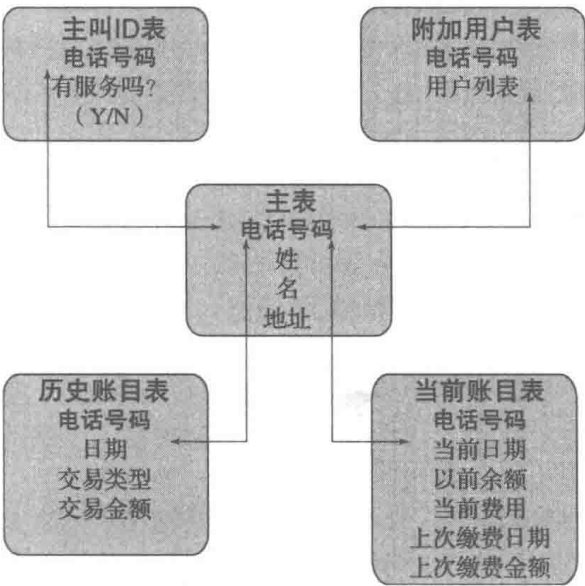 主叫ID表
电话号码
有服务吗?
(Y/N)
附加用户表
电话号码
用户列表
主表
电话号码
姓
名
地址
历史账目表
电话号码
日期
交易类型
交易金额
当前账目表
电话号码
当前日期
以前余额
当前费用
上次缴费日期
上次缴费金额